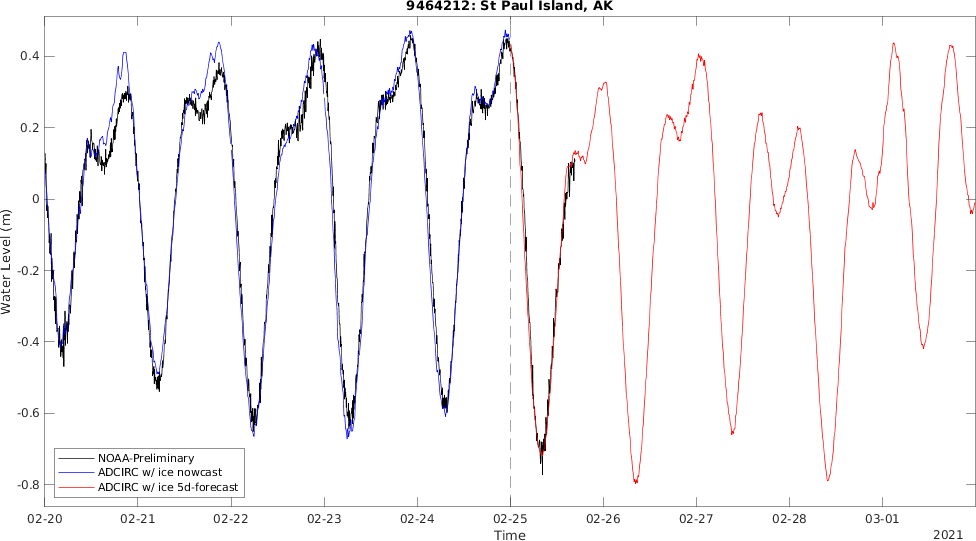 9464212: St Paul Island, AK
Water Level (m)
0.4
0.2
0
-0.2
-0.4
-0.6
-0.8
NOAA-Preliminary
ADCIRC w/ ice nowcast
ADCIRC w/ ice 5d-forecast
02-20 02-21 02-22 02-23 02-24 02-25 02-26 02-27 02-28 03-01
Time
2021